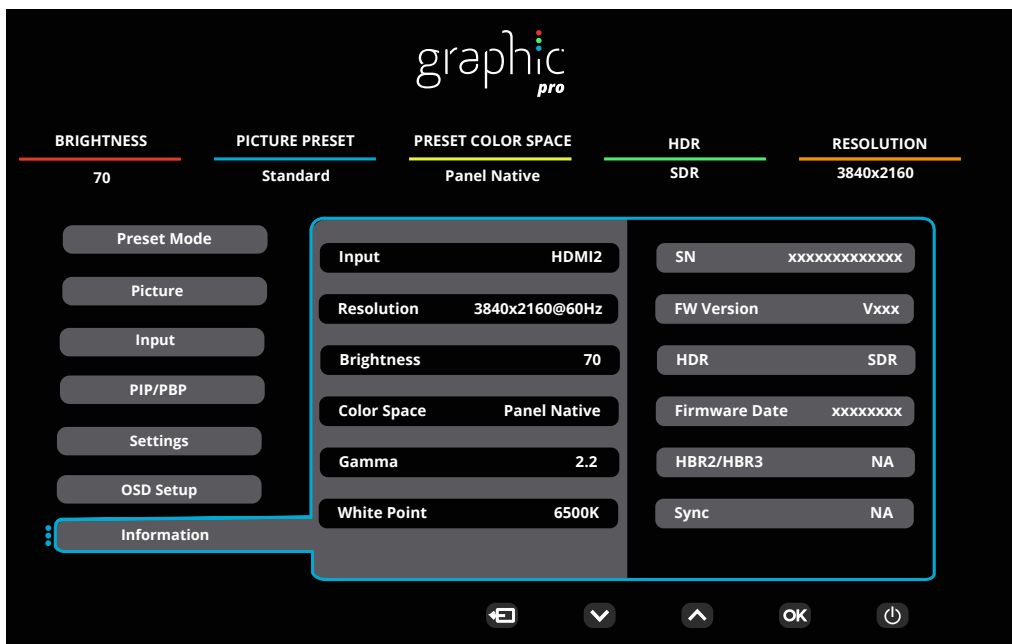 graphic
pro
BRIGHTNESS PICTURE PRESET PRESET COLOR SPACE HDR RESOLUTION
70 Standard Panel Native SDR 3840x2160
Preset Mode
Picture
Input
PIP/PBP
Settings
OSD Setup
Information
Input HDMI2
Resolution 3840x2160@60Hz
Brightness 70
Color Space Panel Native
Gamma 2.2
White Point 6500K
SN xxxxxxxxxxxxx
FW Version Vxxx
HDR SDR
Firmware Date xxxxxxxx
HBR2/HBR3 NA
Sync NA
OK